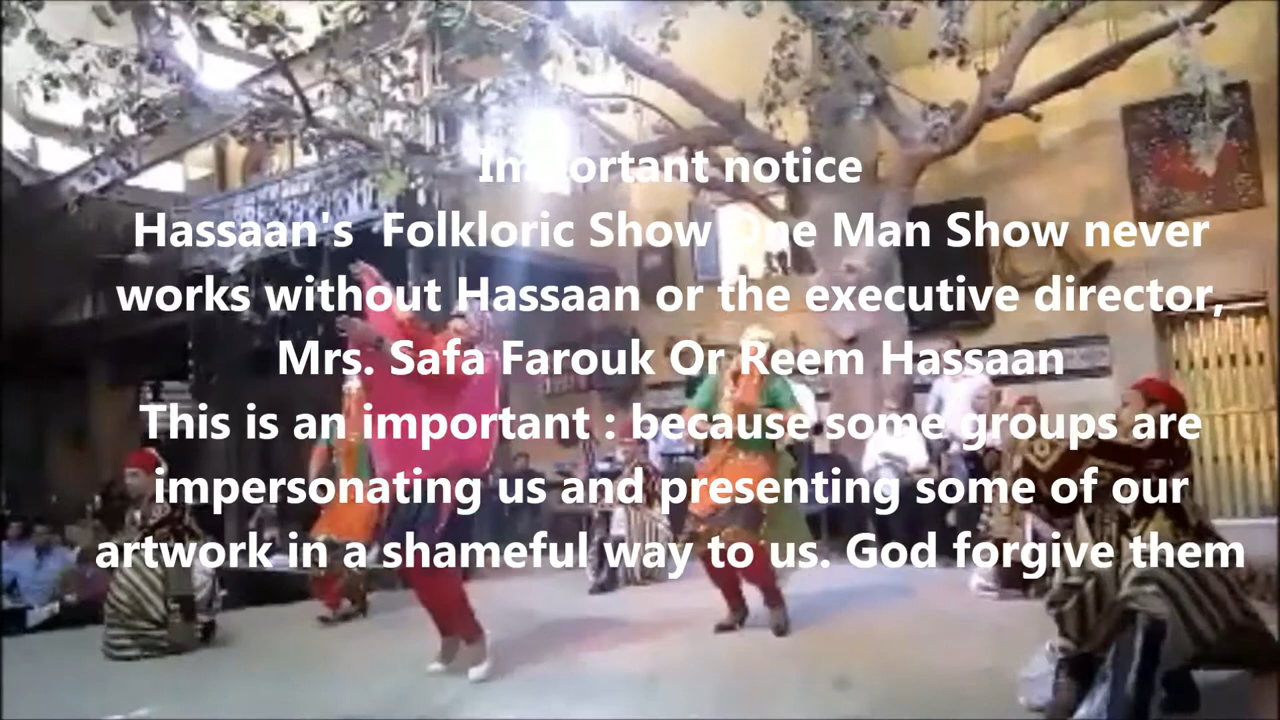 Important notice
Hassaan's  Folkloric Show One Man Show never
works without Hassaan or the executive director,
Mrs. Safa Farouk Or Reem Hassaan
This is an important : because some groups are
impersonating us and presenting some of our
artwork in a shameful way to us. God forgive them